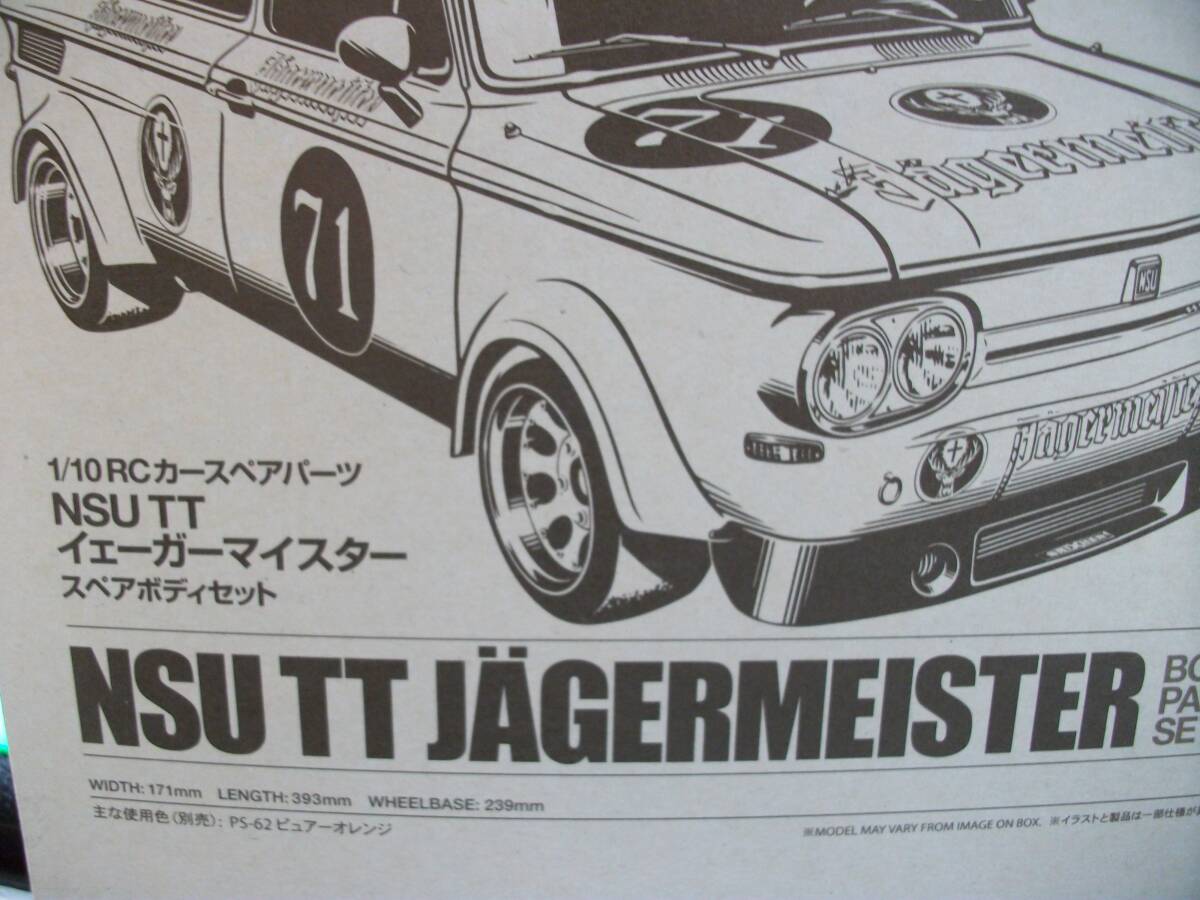 71
Jägermeister
71
NSU
Jägermeister
1/10 RCカースペアパーツ
NSU TT
イェーガーマイスター
スペアボディセット
NSU TT JÄGERMEISTER
BO
PA
SE
WIDTH: 171mm LENGTH: 393mm WHEELBASE: 239mm
主な使用色（別売）: PS-62 ピュアーオレンジ
※MODEL MAY VARY FROM IMAGE ON BOX. ※イラストと製品は一部仕様が